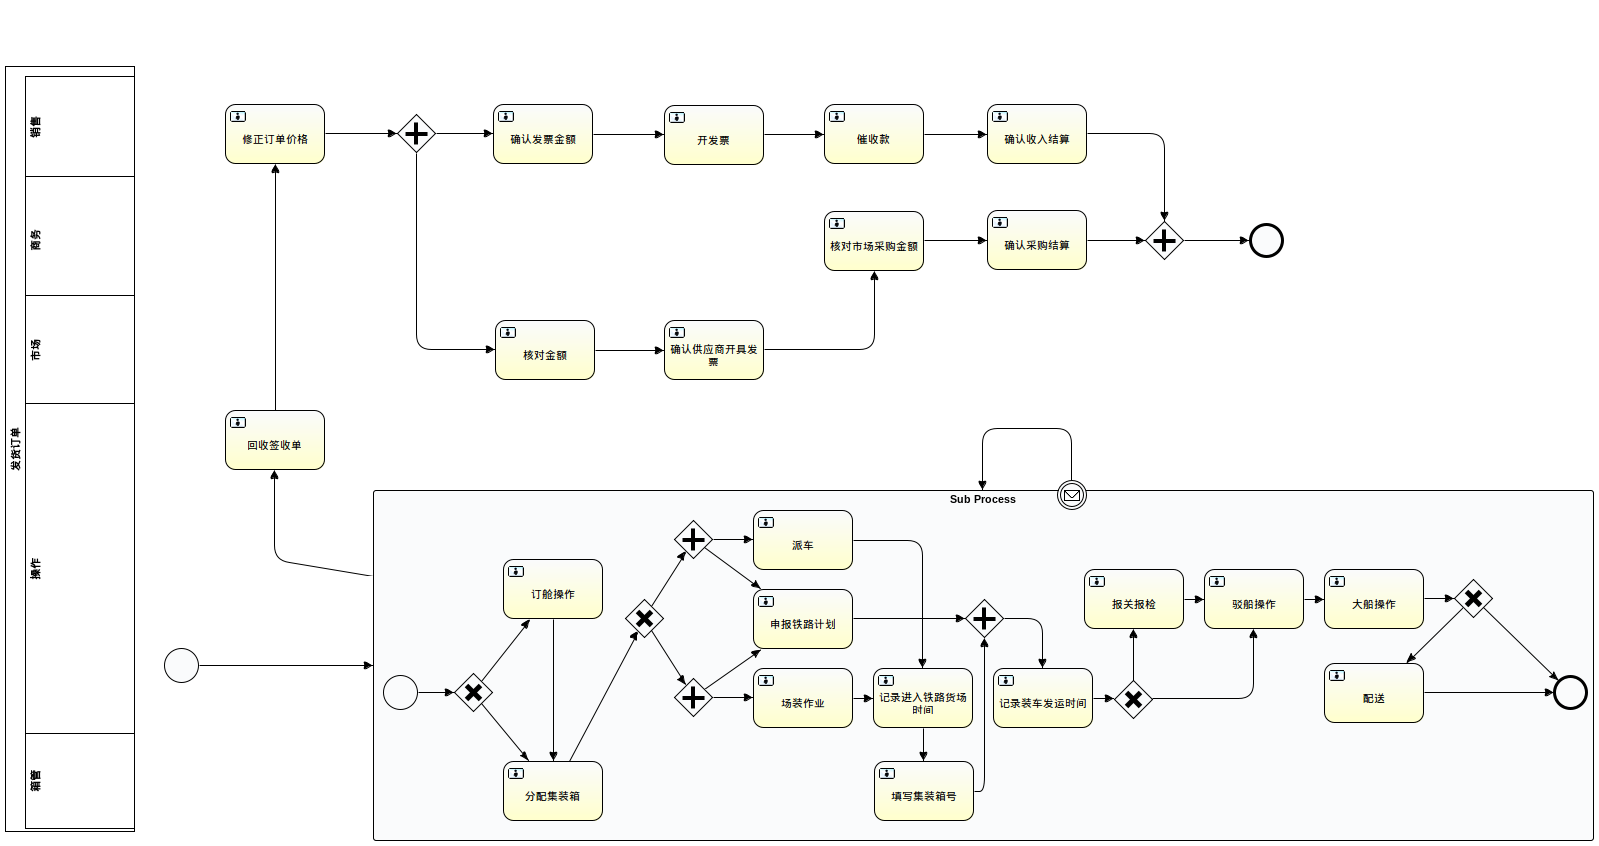 发货订单
销售
商务
市场
操作
箱管
修正订单价格
确认发票金额
开发票
催收款
确认收入结算
核对市场采购金额
确认采购结算
核对金额
确认供应商开具发
票
回收签收单
Sub Process
派车
订舱操作
申报铁路计划
报关报检
驳船操作
大船操作
场装作业
记录进入铁路货场
时间
记录装车发运时间
配送
分配集装箱
填写集装箱号